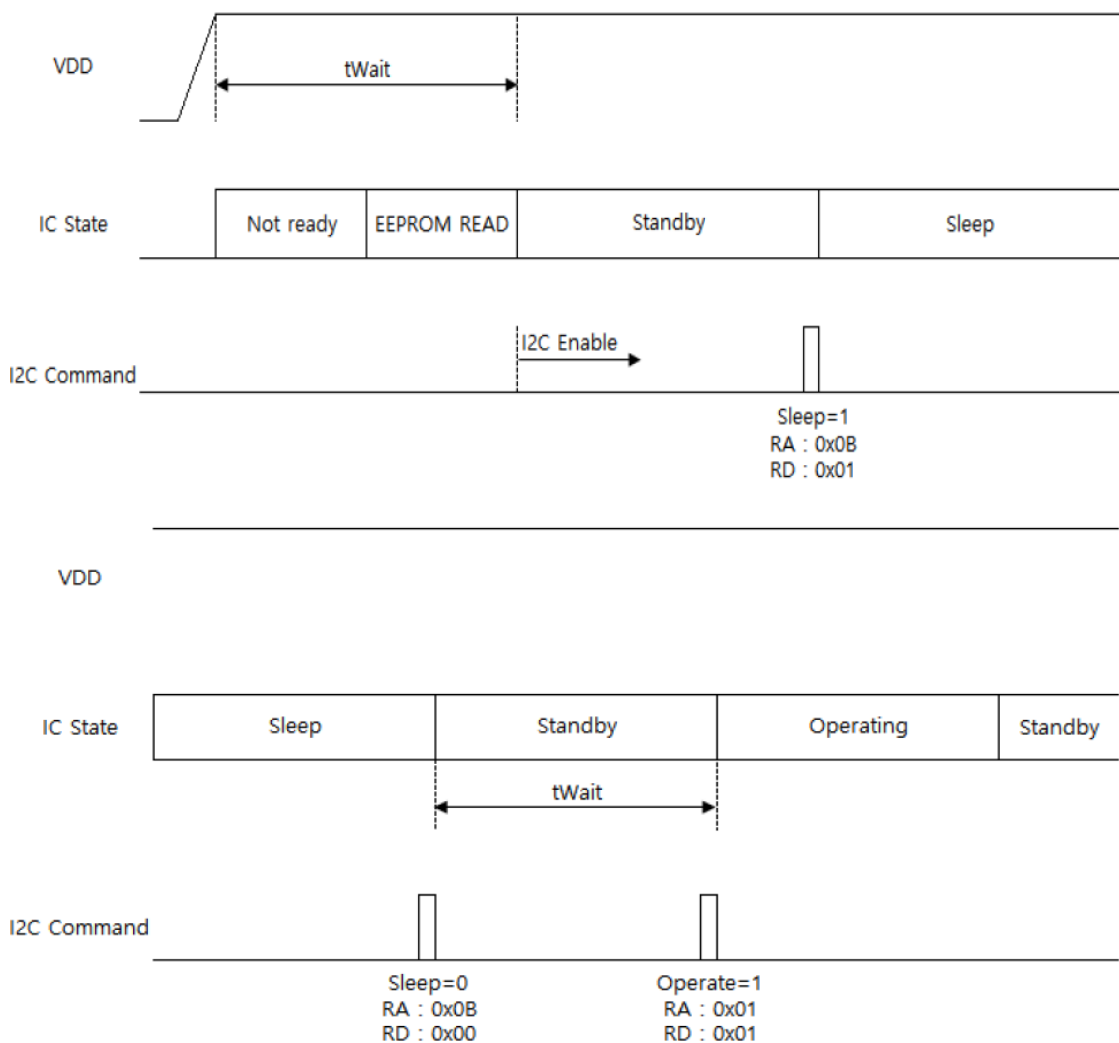 VDD
tWait
IC State
Not ready
EEPROM READ
Standby
Sleep
I2C Enable
I2C Command
Sleep=1
RA : 0x0B
RD : 0x01
VDD
IC State
Sleep
Standby
Operating
Standby
tWait
I2C Command
Sleep=0
RA : 0x0B
RD : 0x00
Operate=1
RA : 0x01
RD : 0x01